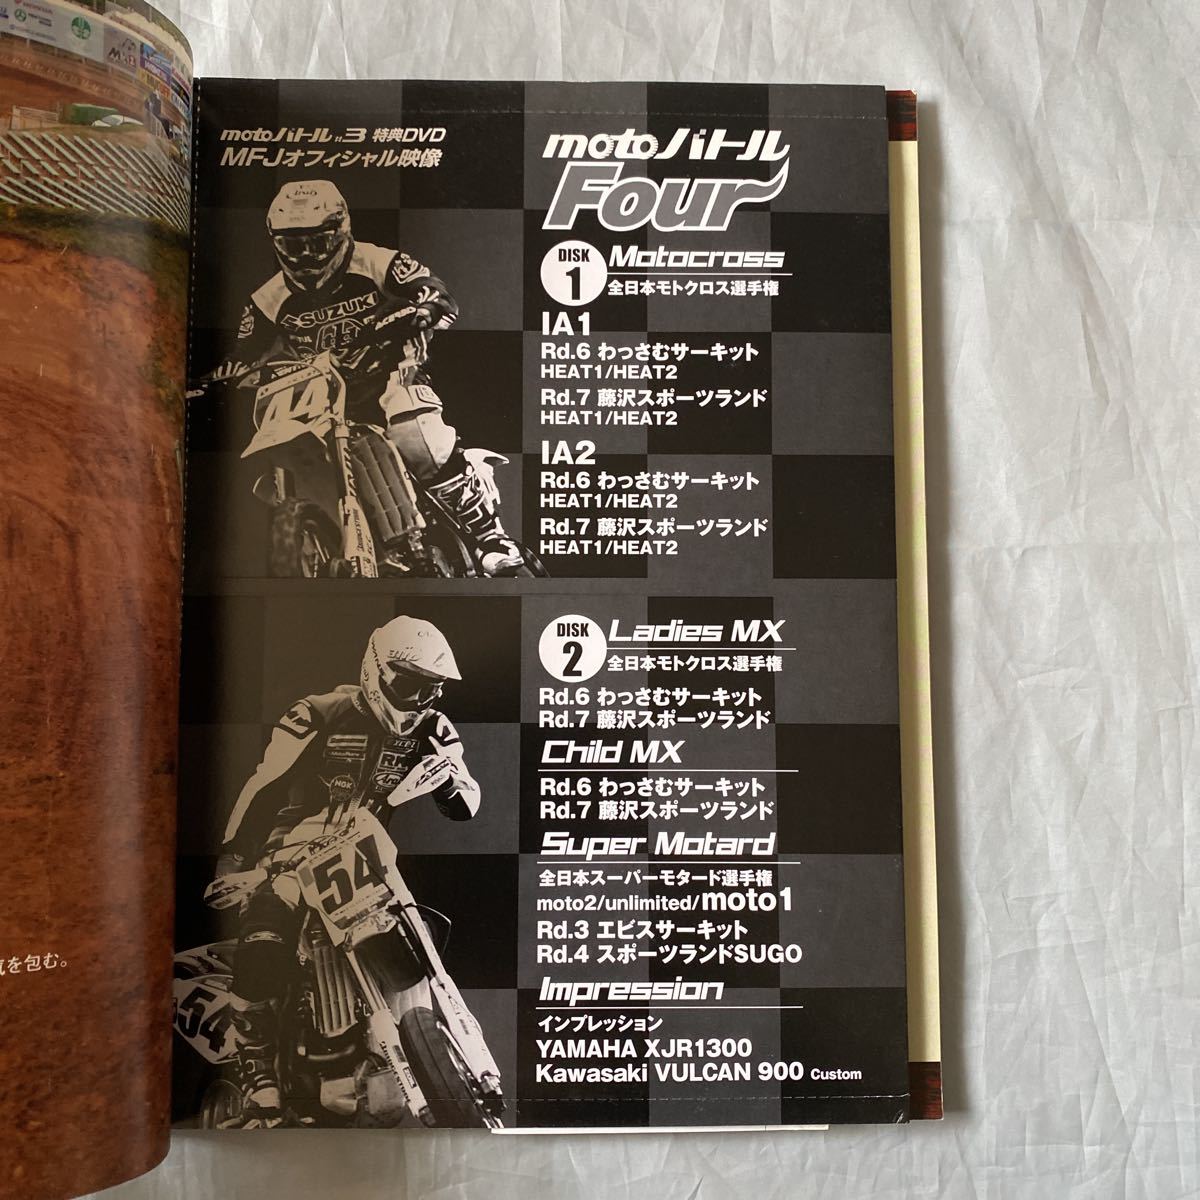 気を包む。
motoバトル #3 特典DVD
MFJオフィシャル映像
motoバトル
Four
DISK
1
Motocross
全日本モトクロス選手権
IA1
Rd.6 わっさむサーキット
HEAT1/HEAT2
Rd.7 藤沢スポーツランド
HEAT1/HEAT2
IA2
Rd.6 わっさむサーキット
HEAT1/HEAT2
Rd.7 藤沢スポーツランド
HEAT1/HEAT2
SUZUKI
44
DISK
2
Ladies MX
全日本モトクロス選手権
Rd.6 わっさむサーキット
Rd.7 藤沢スポーツランド
Child MX
Rd.6 わっさむサーキット
Rd.7 藤沢スポーツランド
Super Motard
全日本スーパーモタード選手権
moto2/unlimited/moto1
Rd.3 エビスサーキット
Rd.4 スポーツランドSUGO
Impression
インプレッション
YAMAHA XJR1300
Kawasaki VULCAN 900 Custom
RK
Arai
NGK
54
54